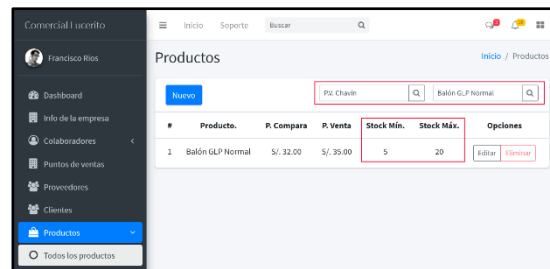 Comercial Lucerito
Inicio Soporte Buscar
Francisco Rios
Productos
Inicio / Productos
Dashboard
Nuevo
P.V. Chavín
Balón GLP Normal
Info de la empresa
Colaboradores
# Producto. P. Compara P. Venta Stock Mín. Stock Máx. Opciones
Puntos de ventas
1 Balón GLP Normal S/. 32.00 S/. 35.00 5 20 Editar Eliminar
Proveedores
Clientes
Productos
Todos los productos